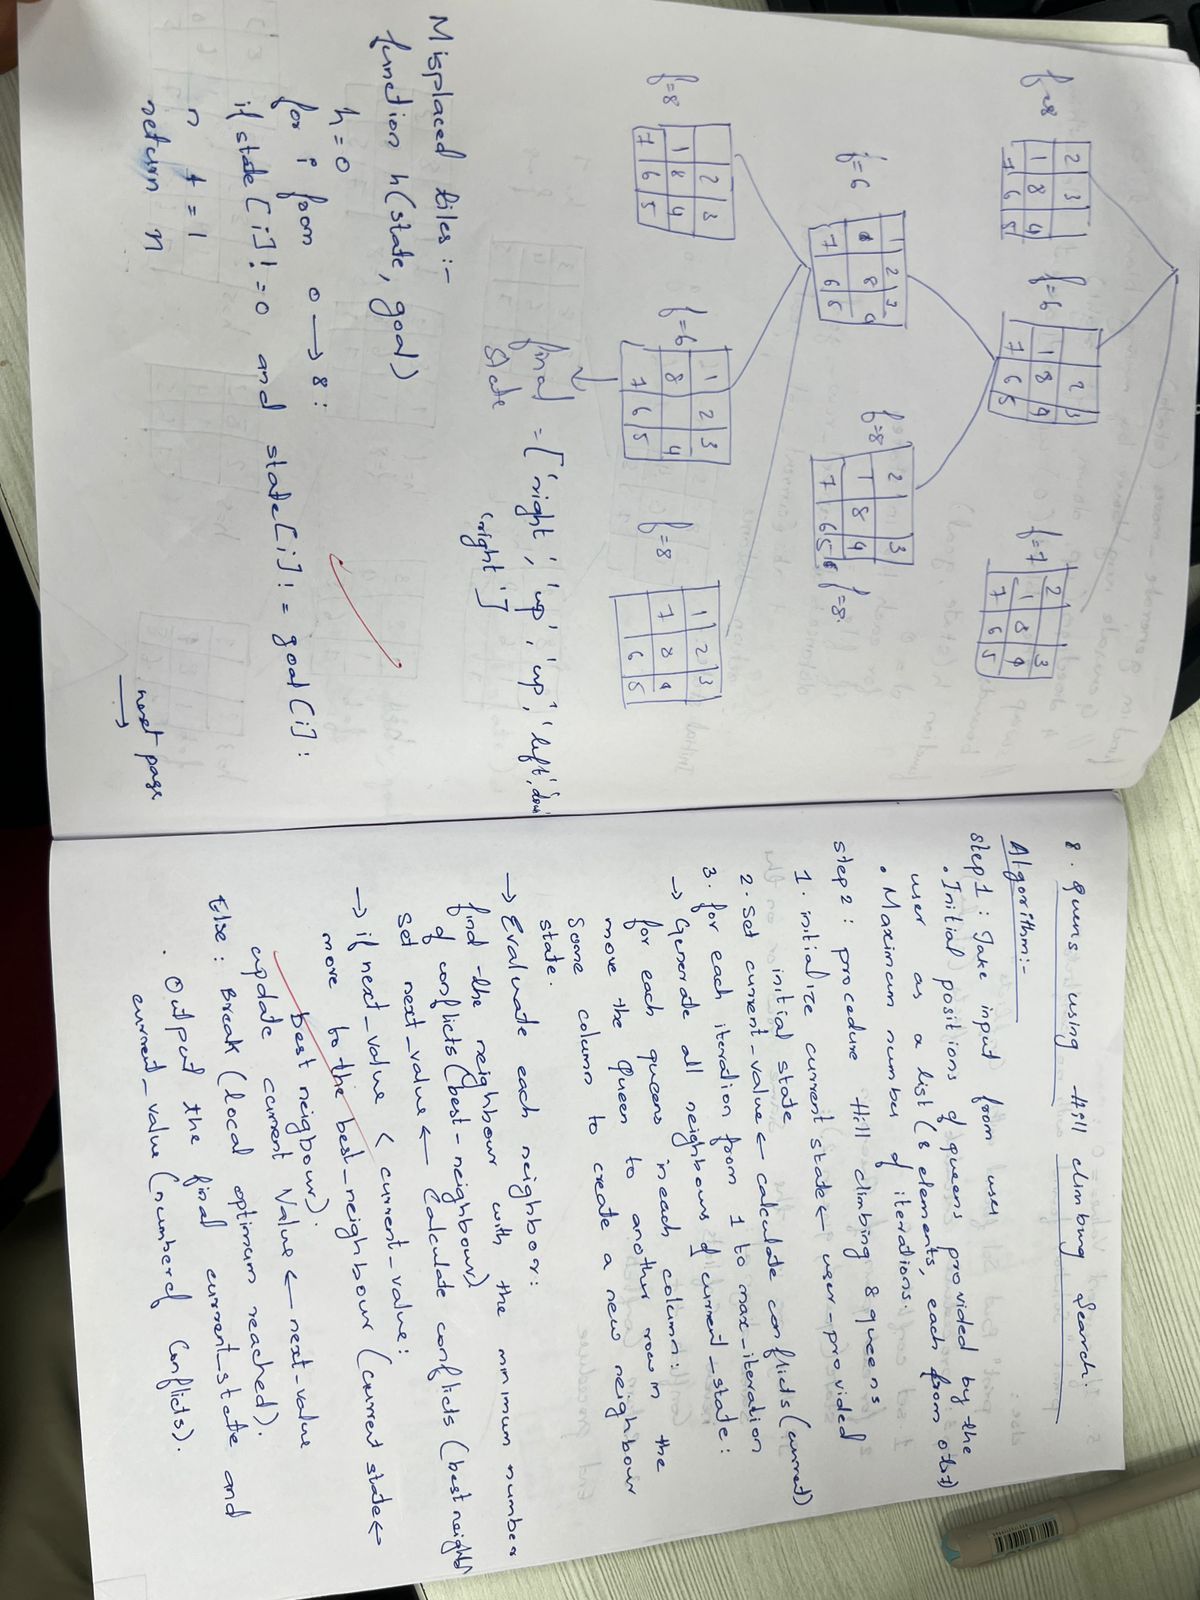 f=8
2 3
1 8 4
7 6 5
f=6
2 3
1 8 4
7 6 5
f=7
2 3
1 8 4
7 6 5
f=6
1 2 3
8 4
7 6 5
f=8
2 3
1 8 4
7 6 5
f=8.
f=8
2 3
1 8 4
7 6 5
f=6
1 2 3
8 4
7 6 5
f=8
1 2 3
7 8 4
6 5
final state = ['right', 'up', 'up', 'left', 'down'
'right']
Misplaced tiles :-
function h(state, goal)
h=0
for i from 0 → 8 :
if state[i]!=0 and state[i]!= goal[i]:
n + = 1
return n
next page
→
8. Queens using Hill climbing Search:
Algorithm:-
step 1 : Take input from user
• Initial positions of queens provided by the
user as a list (8 elements, each from 0 to 7)
• Maximum number of iterations.
step 2 : procedure Hill climbing 8 queens
1. initialize current state ← user-provided
initial state
2. Set current-value ← calculate conflicts (current)
3. for each iteration from 1 to max-iteration
→ Generate all neighbours of current-state:
for each queens in each column:
move the Queen to another row in the
Same column to create a new neighbour
state.
→ Evaluate each neighbour:
find the neighbour with the minimum number
of conflicts (best-neighbour)
Set next_value ← Calculate conflicts (best neighbour
→ if next_value < current_value:
move to the best_neighbour (current state ←
best neigbour).
update current Value ← next-value
Else : Break (local optimum reached).
• Output the final current_state and
current_value (number of Conflicts).